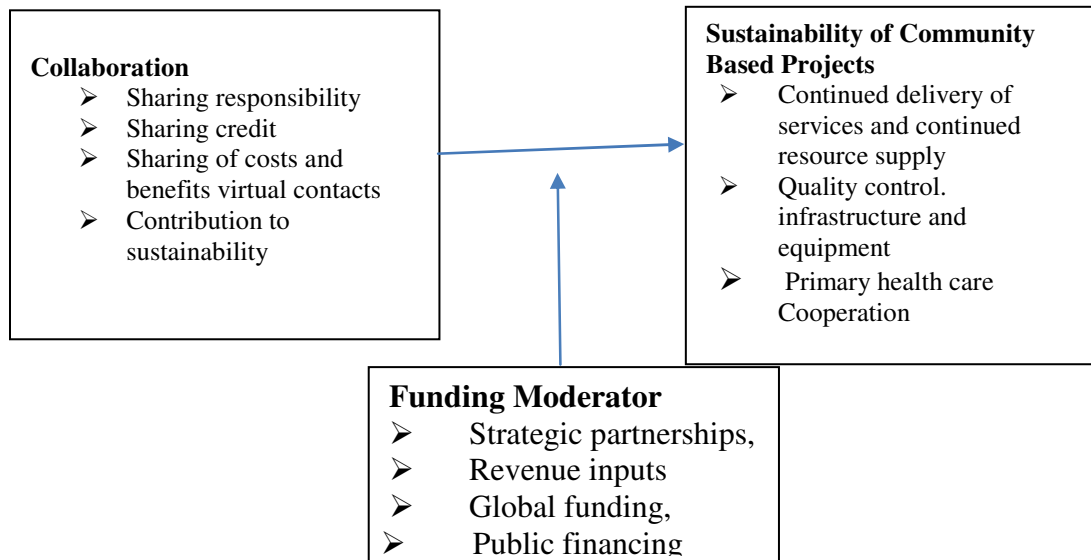 Collaboration
➢ Sharing responsibility
➢ Sharing credit
➢ Sharing of costs and
benefits virtual contacts
➢ Contribution to
sustainability
Sustainability of Community
Based Projects
➢ Continued delivery of
services and continued
resource supply
➢ Quality control.
infrastructure and
equipment
➢ Primary health care
Cooperation
Funding Moderator
➢ Strategic partnerships,
➢ Revenue inputs
➢ Global funding,
➢ Public financing